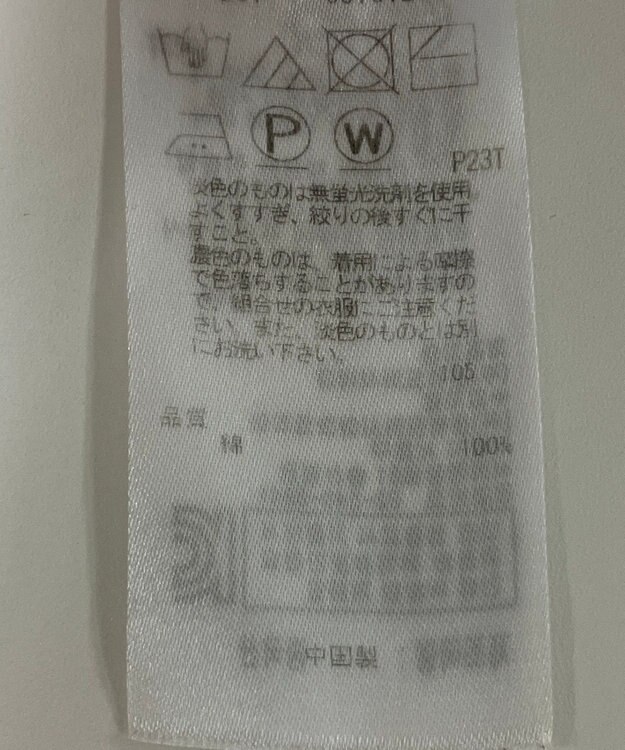 P
W
P23T
淡色のものは無蛍光洗剤を使用
よくすすぎ、絞りの後すぐに干
すこと。
濃色のものは、着用による摩擦
で色落ちすることがありますの
で、組合せの衣服にご注意くだ
さい。また、淡色のものとは別
にお洗い下さい。
105
品質
綿 100%
中国製